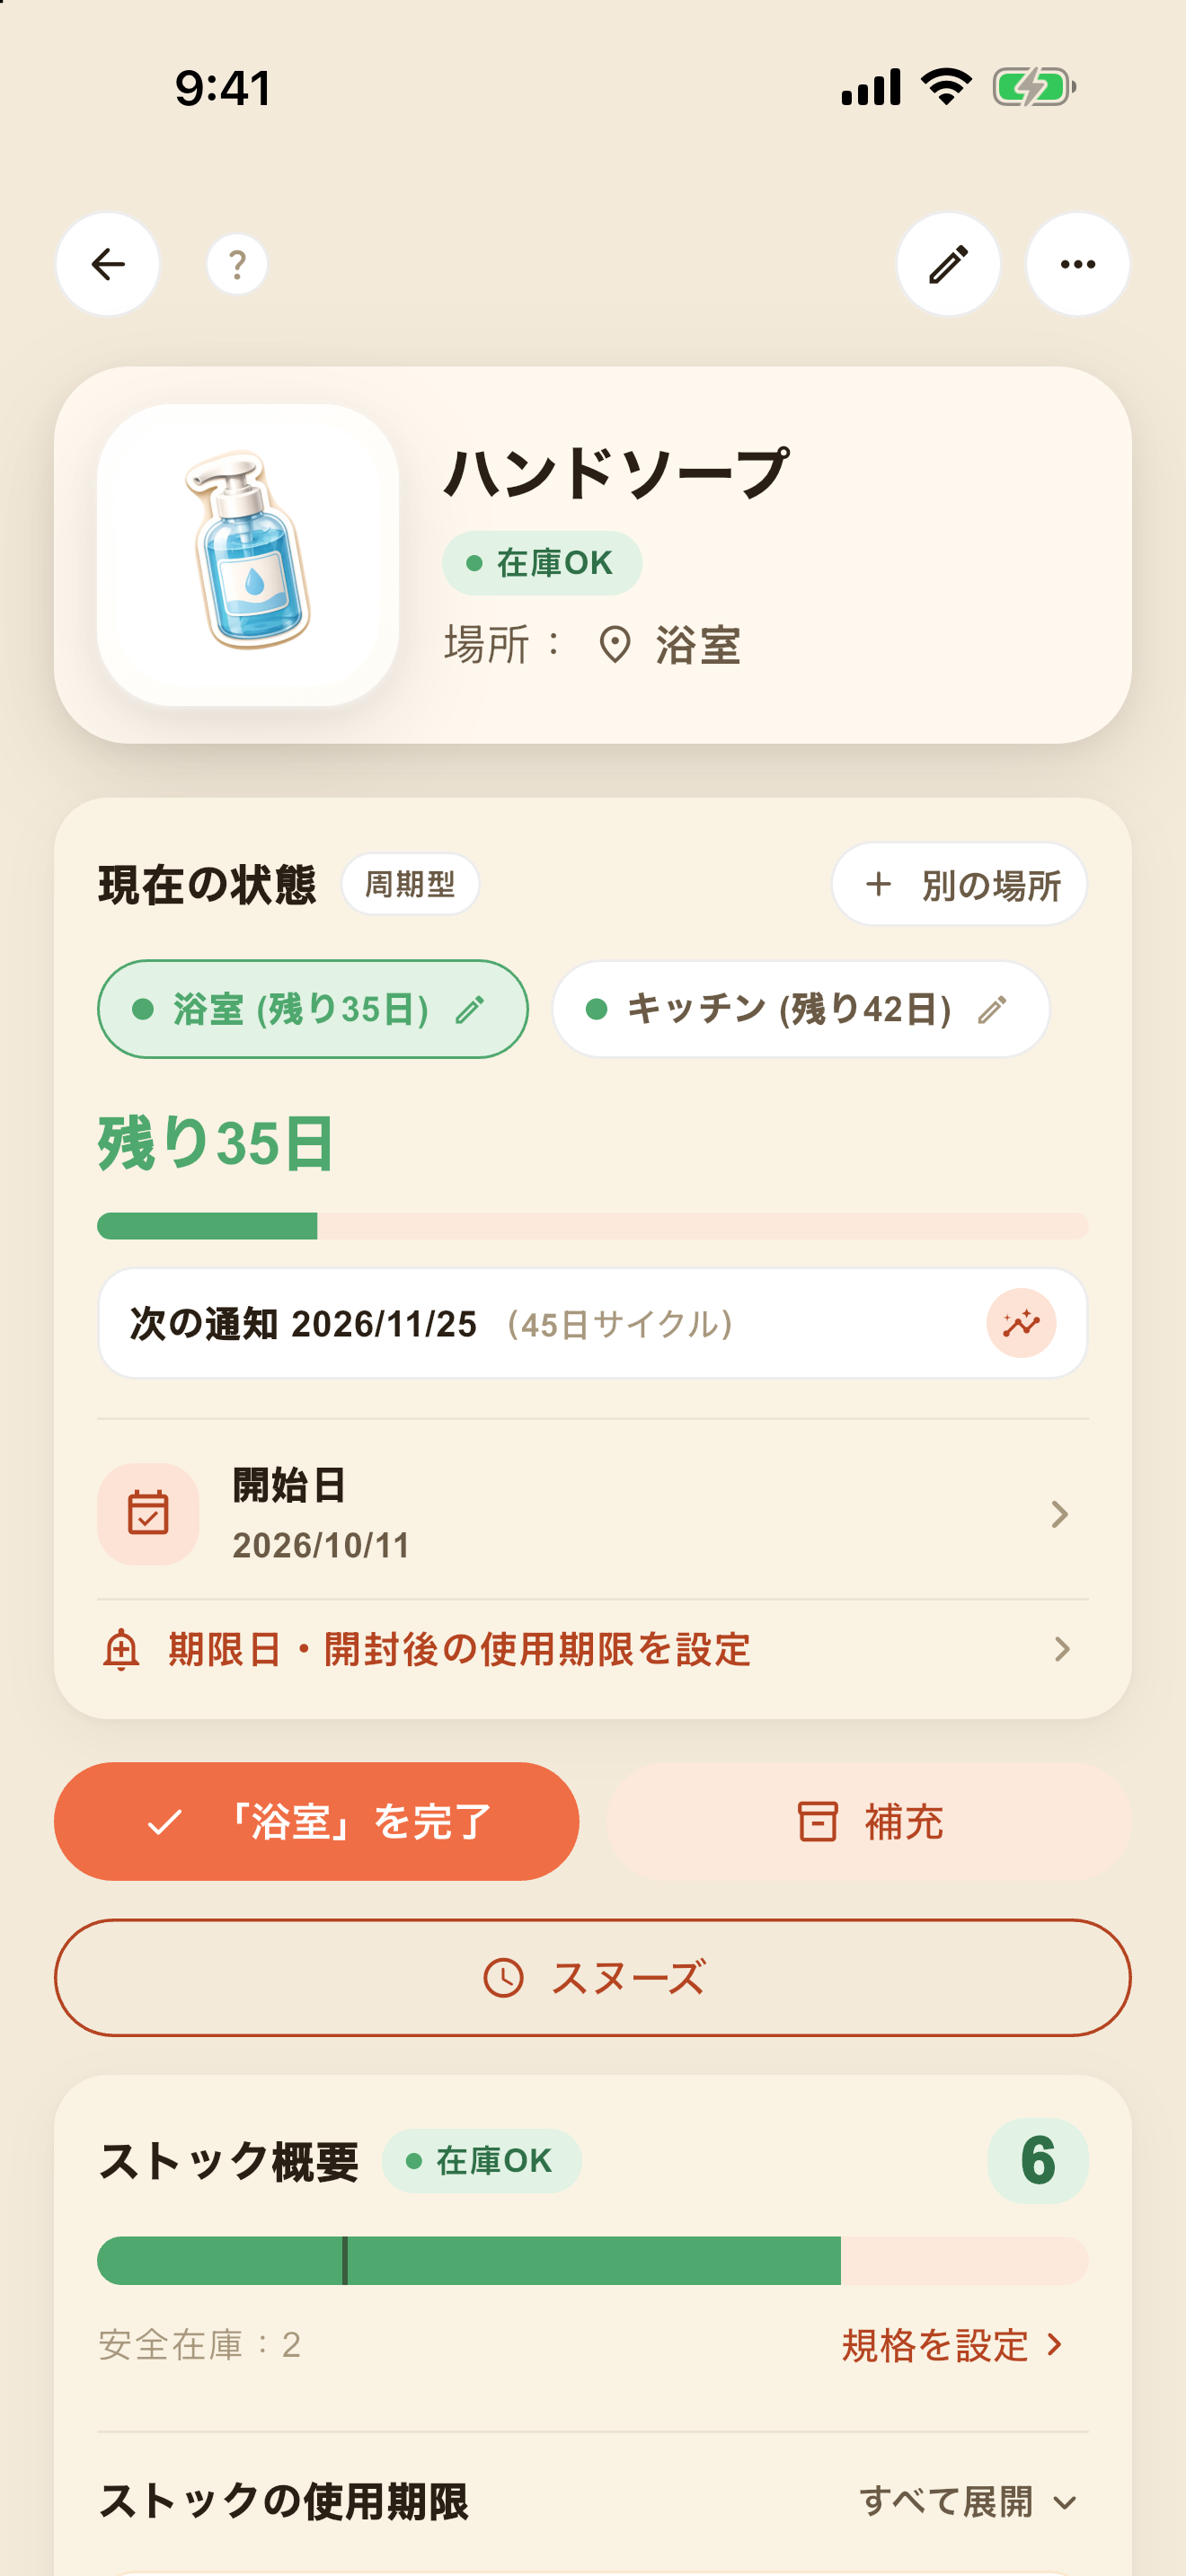 9:41
?
ハンドソープ
在庫OK
場所： 浴室
現在の状態 周期型 + 別の場所
浴室 (残り35日) キッチン (残り42日)
残り35日
次の通知 2026/11/25 （45日サイクル）
開始日
2026/10/11
期限日・開封後の使用期限を設定
「浴室」を完了 補充
スヌーズ
ストック概要 在庫OK 6
安全在庫：2 規格を設定
ストックの使用期限 すべて展開